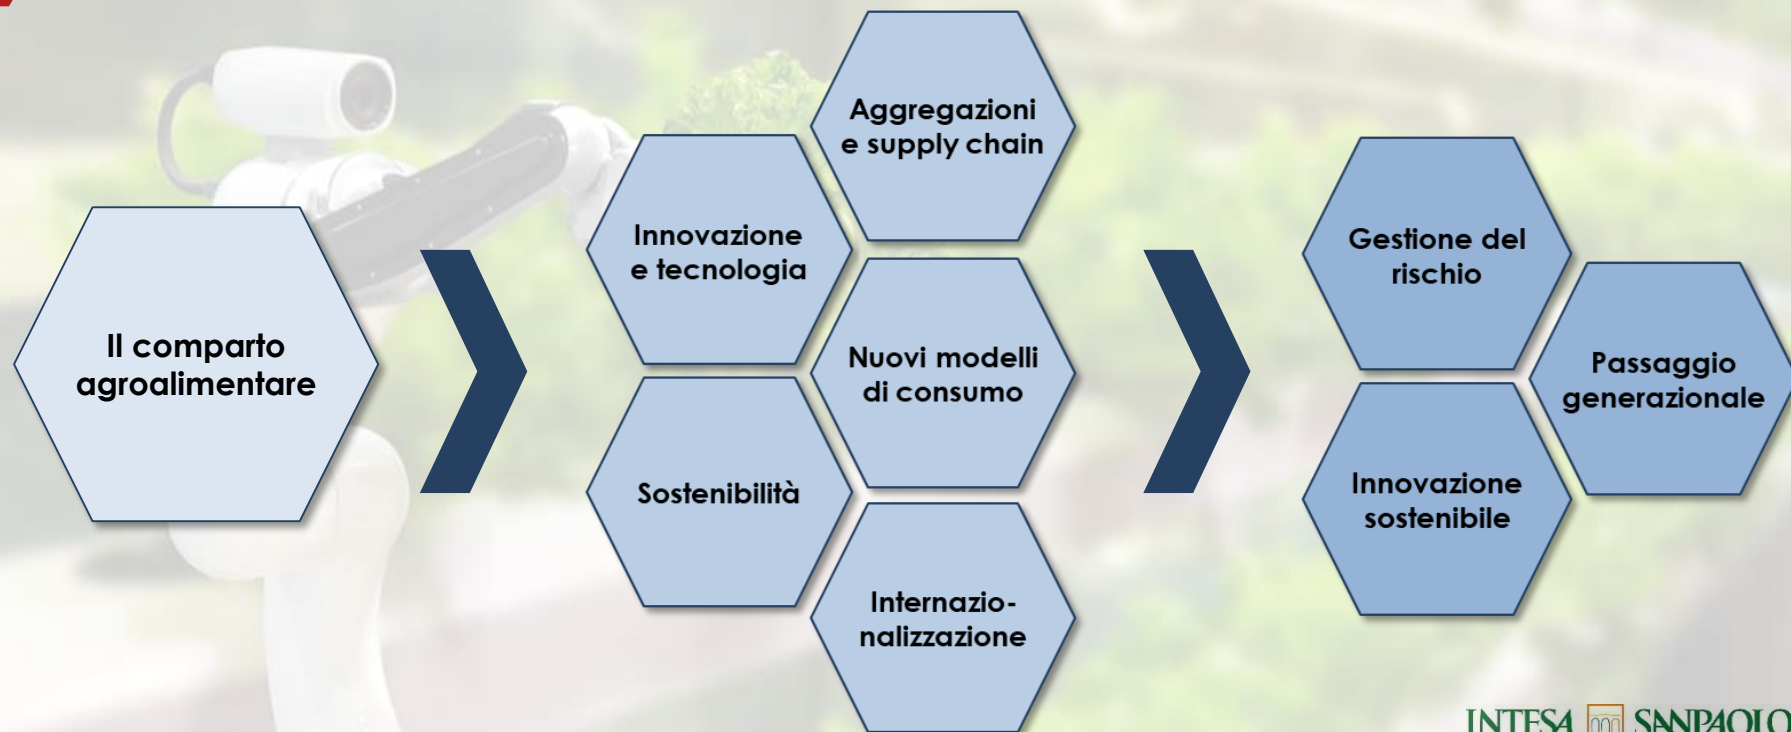 Il comparto
agroalimentare
Innovazione
e tecnologia
Aggregazioni
e supply chain
Nuovi modelli
di consumo
Sostenibilità
Internazio-
nalizzazione
Gestione del
rischio
Passaggio
generazionale
Innovazione
sostenibile
INTESA SANPAOLO